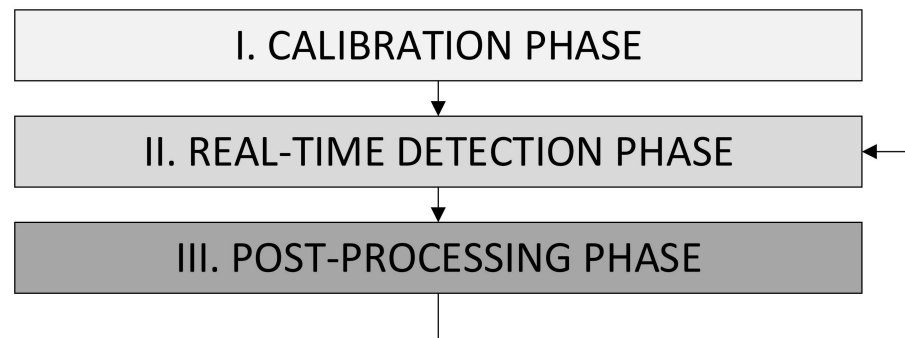 I. CALIBRATION PHASE
II. REAL-TIME DETECTION PHASE
III. POST-PROCESSING PHASE